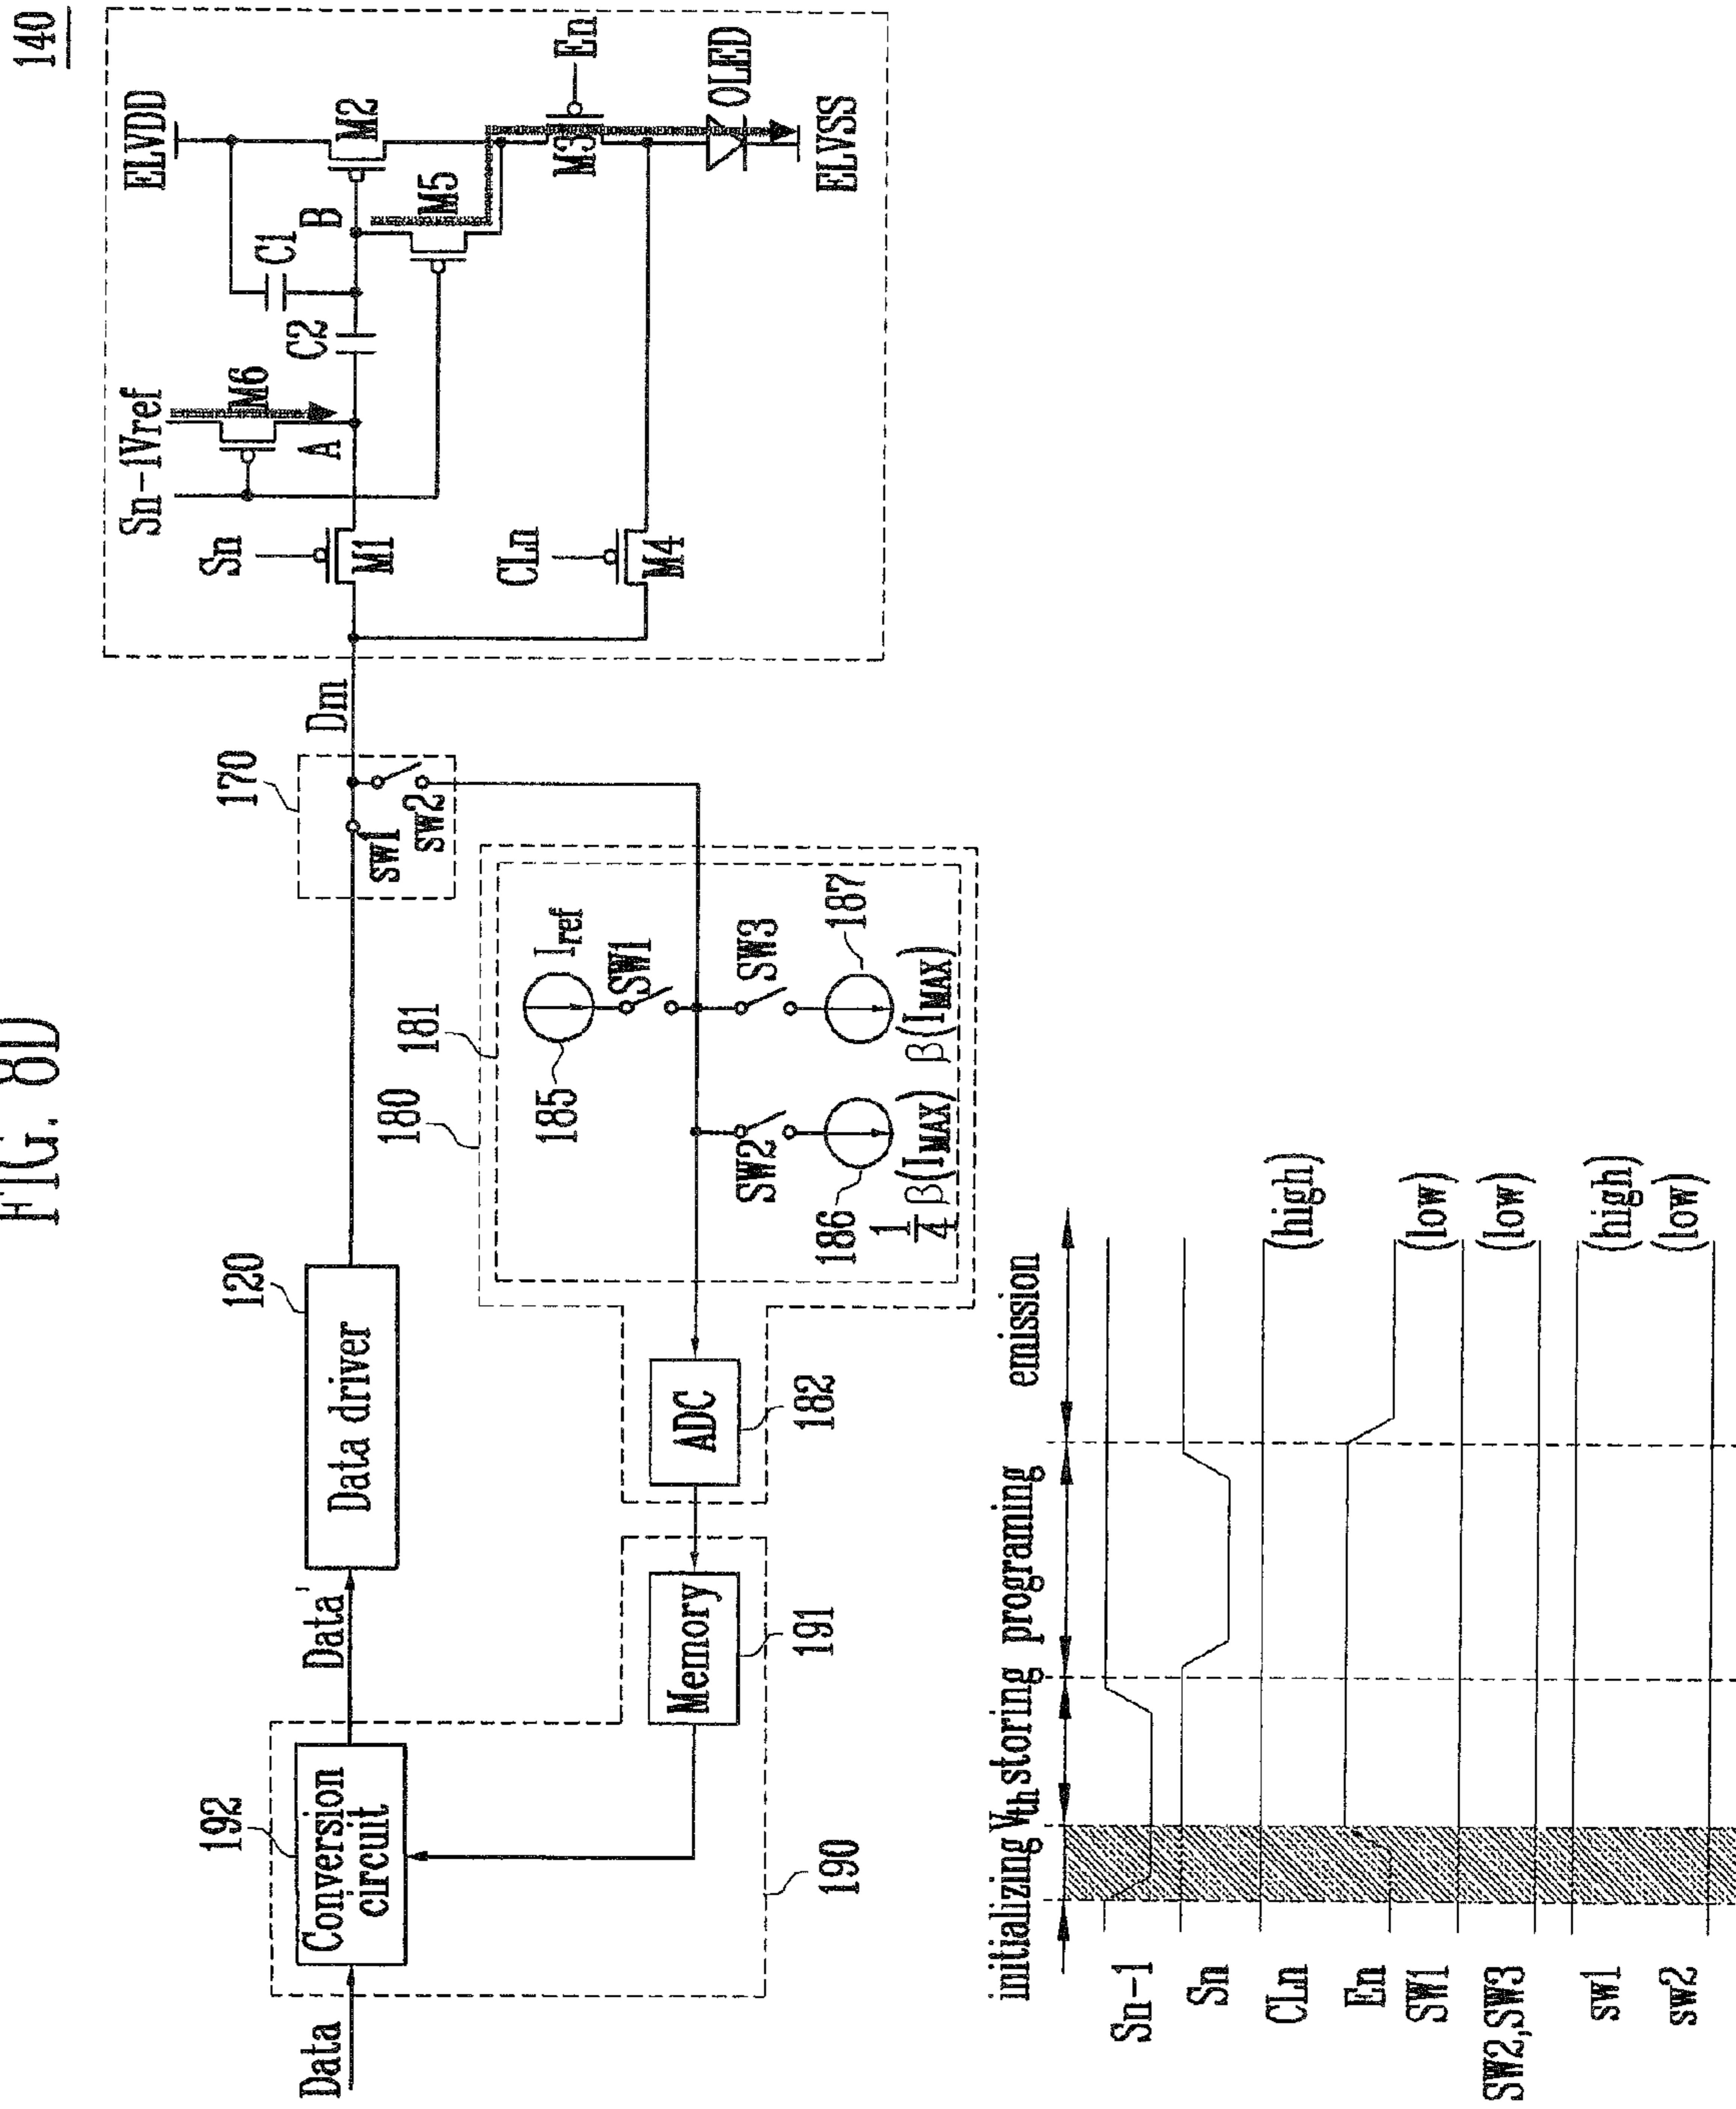 FIG. 8D
140
ELVDD
M2
B
C1
C2
M5
M3
En
OLED
ELVSS
Sn-1Vref
M6
A
Sn
M1
CLn
M4
Dm
170
sw1
sw2
120
Data driver
Data'
192
Conversion
circuit
Data
180
181
Iref
185
SW1
SW3
187
β(IMAX)
SW2
186
1/4 β(IMAX)
ADC
182
Memory
191
190
initializing Vth storing programing emission
Sn-1
Sn
CLn (high)
En
SW1 (low)
SW2,SW3 (low)
sw1 (high)
sw2 (low)